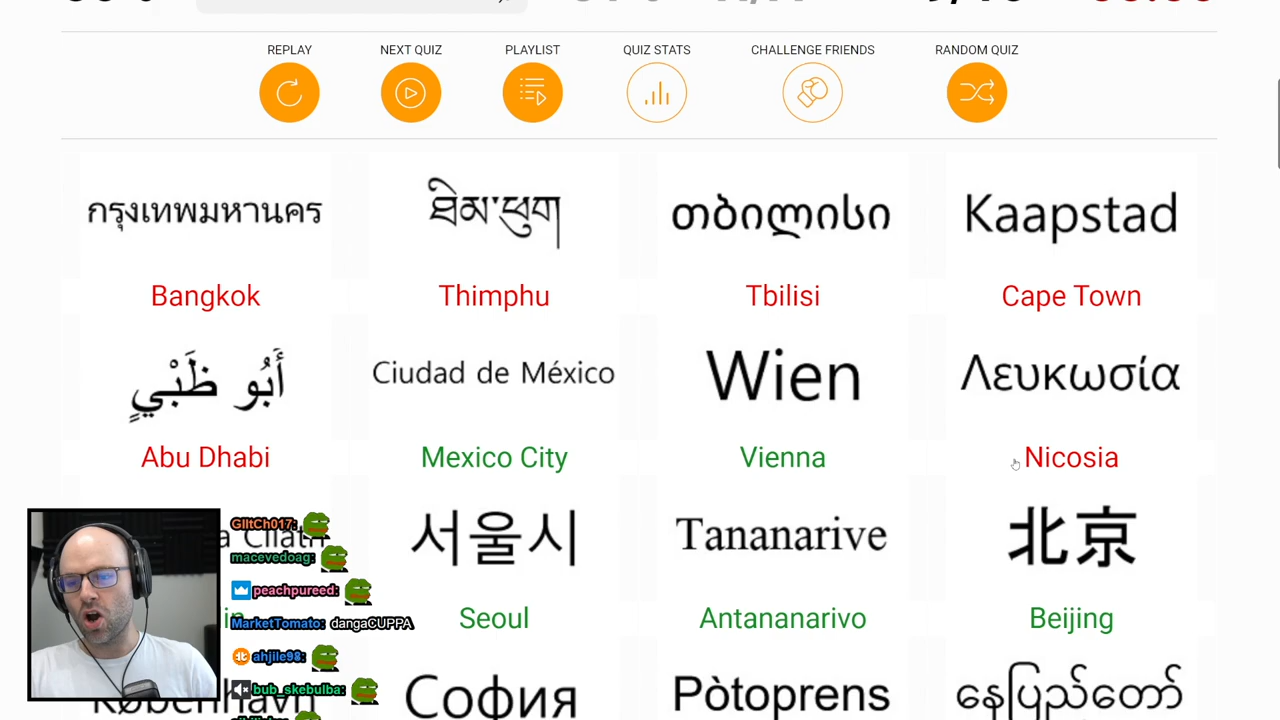 REPLAY NEXT QUIZ PLAYLIST QUIZ STATS CHALLENGE FRIENDS RANDOM QUIZ
กรุงเทพมหานคร ཐིམ་ཕུག თბილისი Kaapstad
Bangkok Thimphu Tbilisi Cape Town
أَبُو ظَبْيٍ Ciudad de México Wien Λευκωσία
Abu Dhabi Mexico City Vienna Nicosia
서울시 Tananarive 北京
Seoul Antananarivo Beijing
София Pòtoprens နေပြည်တော်
GlitCh017:
macevedoag:
peachpureed:
MarketTomato: dangaCUPPA
ahjile98:
bub_skebulba: